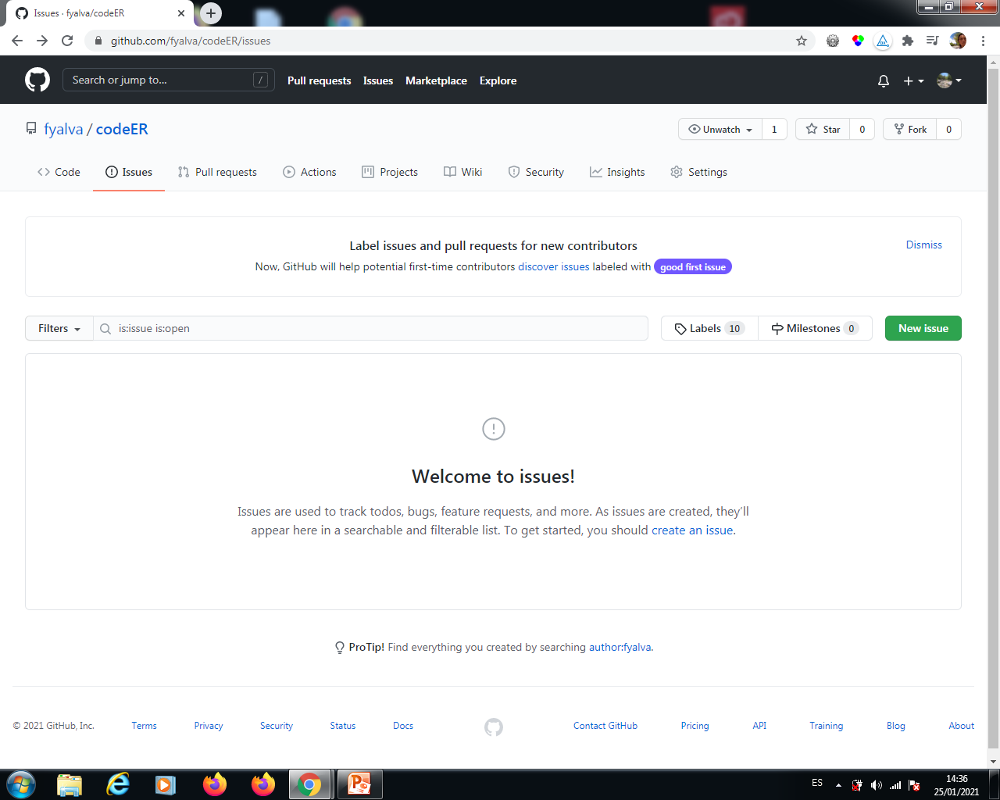 Issues · fyalva/codeER
github.com/fyalva/codeER/issues
Search or jump to... /
Pull requests Issues Marketplace Explore
fyalva / codeER
Unwatch 1 Star 0 Fork 0
Code Issues Pull requests Actions Projects Wiki Security Insights Settings
Label issues and pull requests for new contributors
Dismiss
Now, GitHub will help potential first-time contributors discover issues labeled with good first issue
Filters is:issue is:open Labels 10 Milestones 0 New issue
Welcome to issues!
Issues are used to track todos, bugs, feature requests, and more. As issues are created, they’ll
appear here in a searchable and filterable list. To get started, you should create an issue.
ProTip! Find everything you created by searching author:fyalva.
© 2021 GitHub, Inc. Terms Privacy Security Status Docs Contact GitHub Pricing API Training Blog About
ES
14:36
25/01/2021